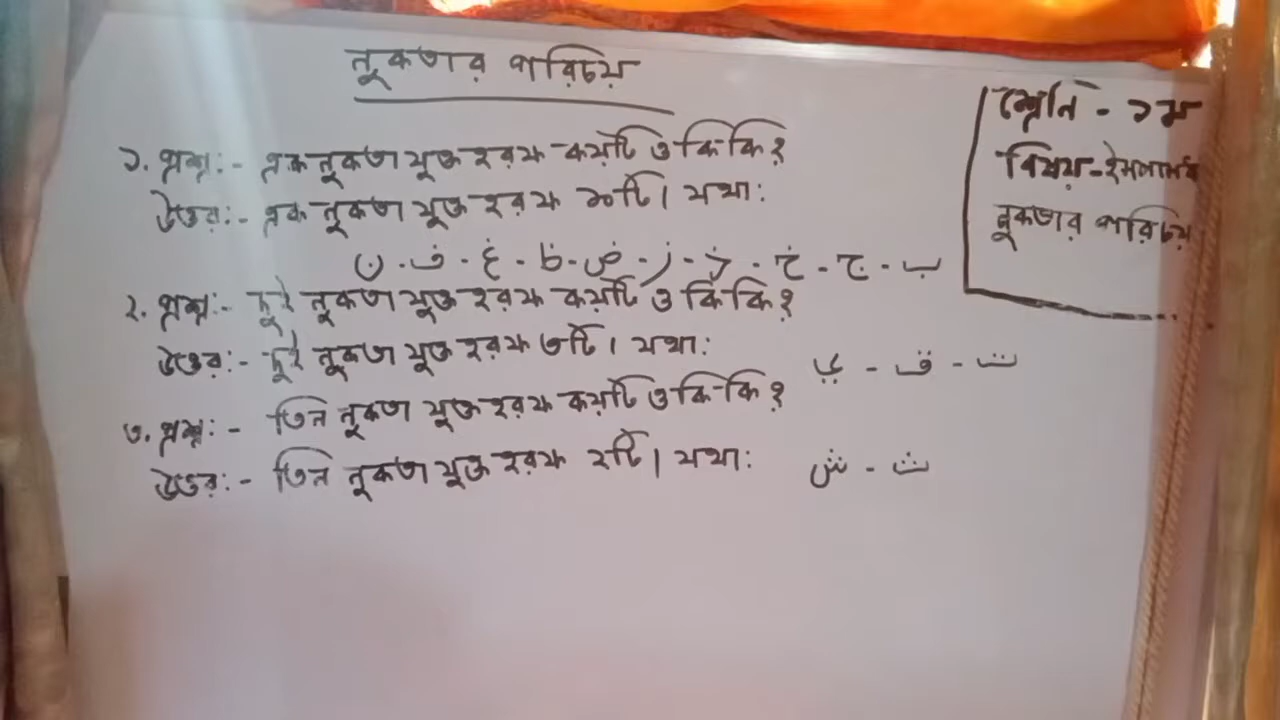 নুকতার পরিচয়
১. প্রশ্ন:- এক নুকতা যুক্ত হরফ কয়টি ও কি-কি?
উত্তর:- এক নুকতা যুক্ত হরফ ১০টি। যথা:
ب - ج - خ - ذ - ز - ض - ظ - غ - ف - ن
২. প্রশ্ন:- দুই নুকতা যুক্ত হরফ কয়টি ও কি কি?
উত্তর:- দুই নুকতা যুক্ত হরফ ৩টি। যথা: ت - ق - ي
৩. প্রশ্ন:- তিন নুকতা যুক্ত হরফ কয়টি ও কি-কি?
উত্তর:- তিন নুকতা যুক্ত হরফ ২টি। যথা: ث - ش
শ্রেনি - ১ম
বিষয়-
নুকতার পরিচয়